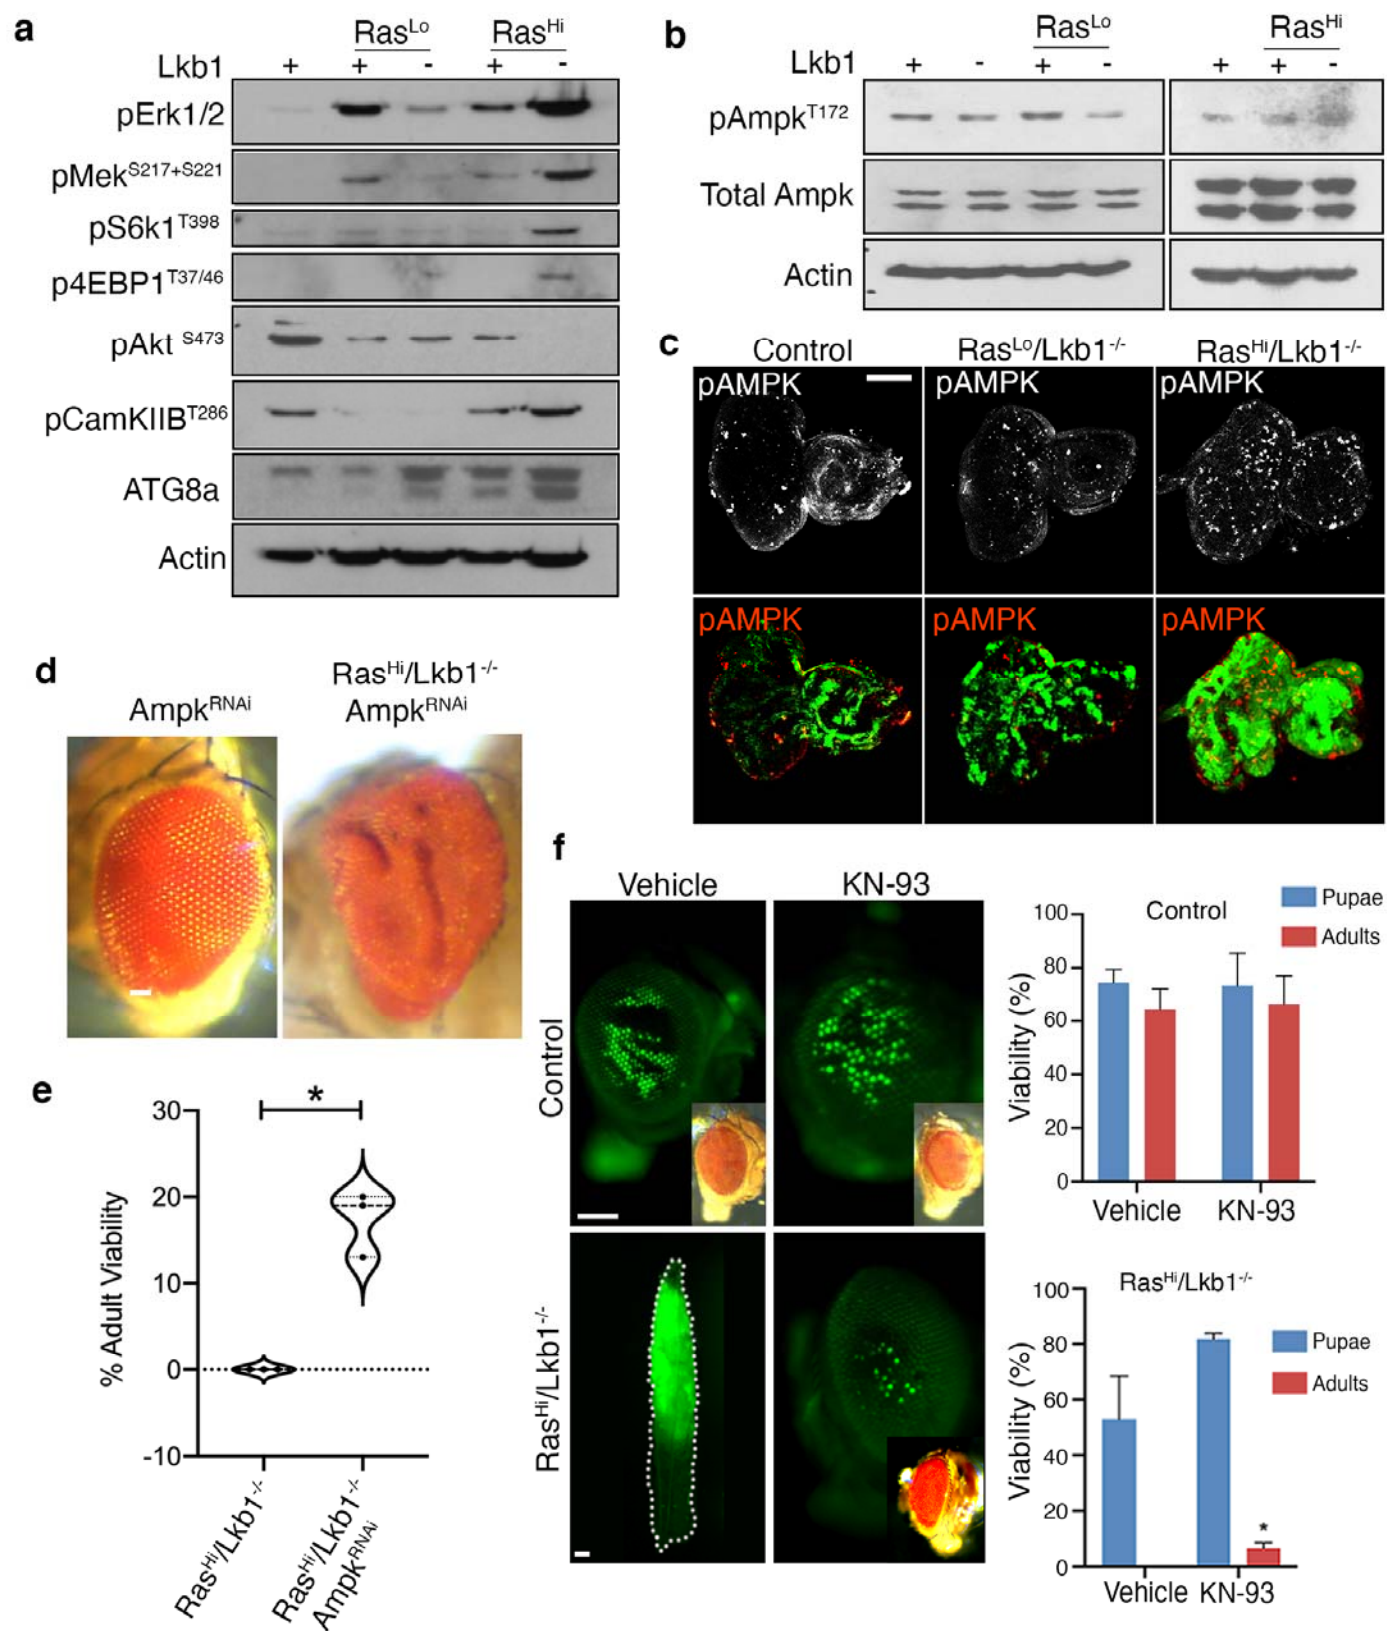 a
Ras^Lo Ras^Hi
Lkb1 + + - + -
pErk1/2
pMek^S217+S221
pS6k1^T398
p4EBP1^T37/46
pAkt ^S473
pCamKIIB^T286
ATG8a
Actin
b
Ras^Lo Ras^Hi
Lkb1 + - + - + + -
pAmpk^T172
Total Ampk
Actin
c
Control Ras^Lo/Lkb1^-/- Ras^Hi/Lkb1^-/-
pAMPK pAMPK pAMPK
pAMPK pAMPK pAMPK
d
Ampk^RNAi
Ras^Hi/Lkb1^-/-
Ampk^RNAi
e
*
30
20
10
0
-10
% Adult Viability
Ras^Hi/Lkb1^-/-
Ras^Hi/Lkb1^-/-
Ampk^RNAi
f
Vehicle KN-93
Control
Ras^Hi/Lkb1^-/-
Control
Pupae
Adults
100
80
60
40
20
0
Viability (%)
Vehicle KN-93
Ras^Hi/Lkb1^-/-
Pupae
Adults
100
80
60
40
20
0
Viability (%)
*
Vehicle KN-93